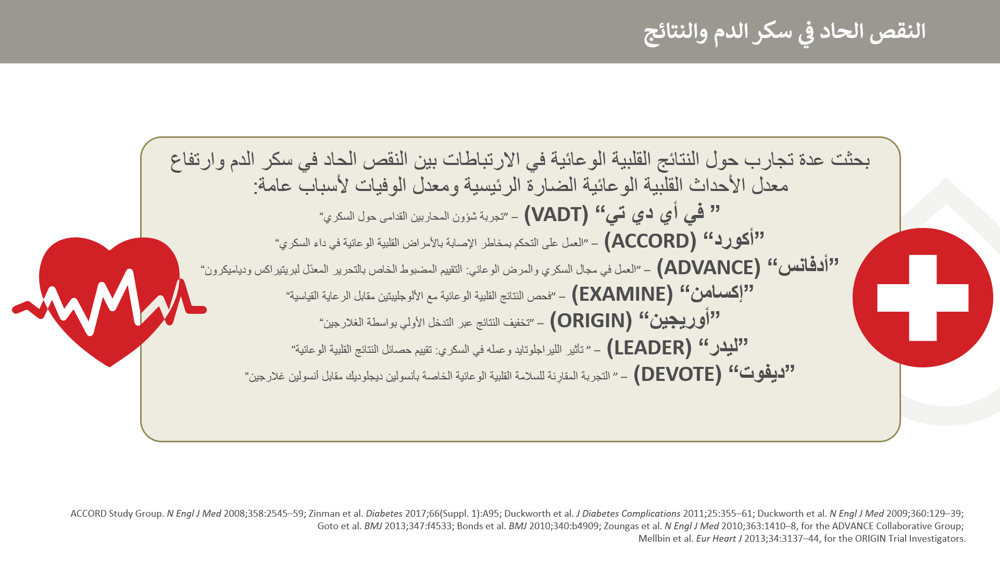 النقص الحاد في سكر الدم والنتائج
بحثت عدة تجارب حول النتائج القلبية الوعائية في الارتباطات بين النقص الحاد في سكر الدم وارتفاع
معدل الأحداث القلبية الوعائية الضارة الرئيسية ومعدل الوفيات لأسباب عامة:
” في أي دي تي“ (VADT) – ”تجربة شؤون المحاربين القدامى حول السكري“
”أكورد“ (ACCORD) – ”العمل على التحكم بمخاطر الإصابة بالأمراض القلبية الوعائية في داء السكري“
”أدفانس“ (ADVANCE) – ”العمل في مجال السكري والمرض الوعائي: التقييم المضبوط الخاص بالتحرير المعدّل لبريتيراكس ودياميكرون“
”إكسامن“ (EXAMINE) – ”فحص النتائج القلبية الوعائية مع الألوجليبتين مقابل الرعاية القياسية“
”أوريجين“ (ORIGIN) – ”تخفيف النتائج عبر التدخل الأولي بواسطة الغلارجين“
”ليدر“ (LEADER) – ” تأثير الليراجلوتايد وعمله في السكري: تقييم حصائل النتائج القلبية الوعائية“
”ديفوت“ (DEVOTE) – ” التجربة المقارِنة للسلامة القلبية الوعائية الخاصة بأنسولين ديجلوديك مقابل أنسولين غلارجين“
ACCORD Study Group. N Engl J Med 2008;358:2545–59; Zinman et al. Diabetes 2017;66(Suppl. 1):A95; Duckworth et al. J Diabetes Complications 2011;25:355–61; Duckworth et al. N Engl J Med 2009;360:129–39;
Goto et al. BMJ 2013;347:f4533; Bonds et al. BMJ 2010;340:b4909; Zoungas et al. N Engl J Med 2010;363:1410–8, for the ADVANCE Collaborative Group;
Mellbin et al. Eur Heart J 2013;34:3137–44, for the ORIGIN Trial Investigators.